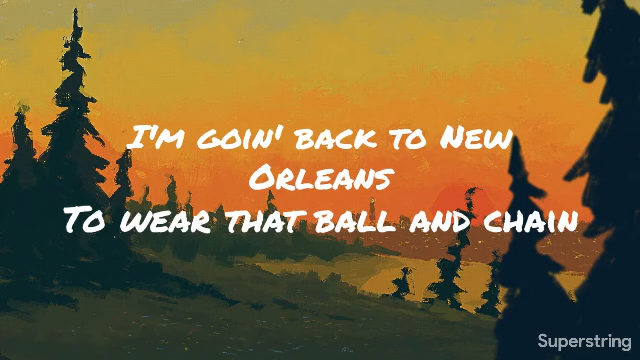 I'm goin' back to New
Orleans
To wear that ball and chain
Superstring